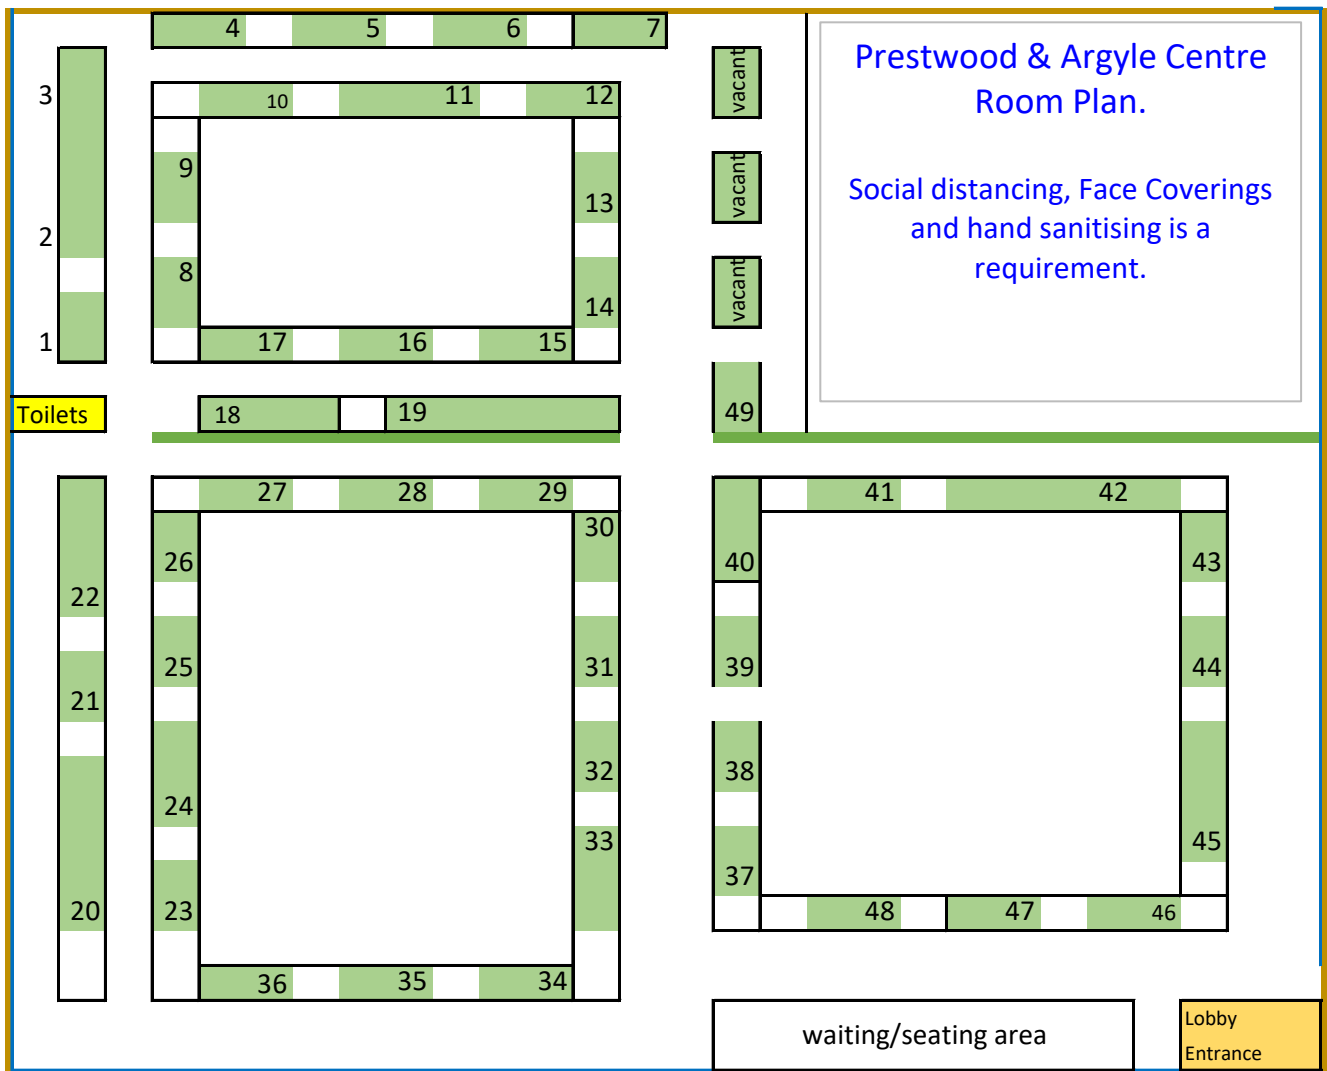 4 5 6 7
Prestwood & Argyle Centre
Room Plan.
Social distancing, Face Coverings
and hand sanitising is a
requirement.
vacant
vacant
vacant
3
10 11 12
9
13
2
8
14
1
17 16 15
Toilets
18 19
49
27 28 29
41 42
30
26
40
43
22
25
31
39
44
21
32
38
24
33
45
37
20
23
48 47 46
36 35 34
waiting/seating area
Lobby
Entrance